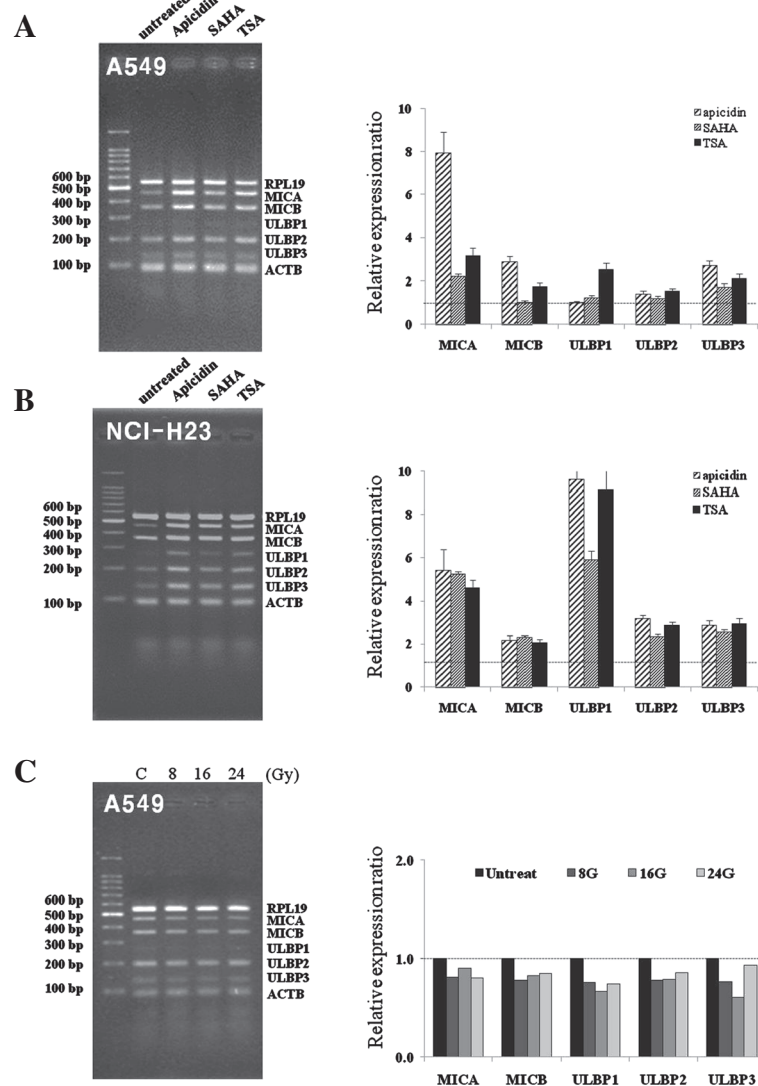 A
untreated
Apicidin
SAHA
TSA
A549
600 bp
500 bp
400 bp
300 bp
200 bp
100 bp
RPL19
MICA
MICB
ULBP1
ULBP2
ULBP3
ACTB
Relative expression ratio
10
8
6
4
2
0
apicidin
SAHA
TSA
MICA MICB ULBP1 ULBP2 ULBP3
B
untreated
Apicidin
SAHA
TSA
NCI-H23
600 bp
500 bp
400 bp
300 bp
200 bp
100 bp
RPL19
MICA
MICB
ULBP1
ULBP2
ULBP3
ACTB
Relative expression ratio
10
8
6
4
2
0
apicidin
SAHA
TSA
MICA MICB ULBP1 ULBP2 ULBP3
C
C 8 16 24 (Gy)
A549
600 bp
500 bp
400 bp
300 bp
200 bp
100 bp
RPL19
MICA
MICB
ULBP1
ULBP2
ULBP3
ACTB
Relative expression ratio
2.0
1.0
0.0
Untreat 8G 16G 24G
MICA MICB ULBP1 ULBP2 ULBP3